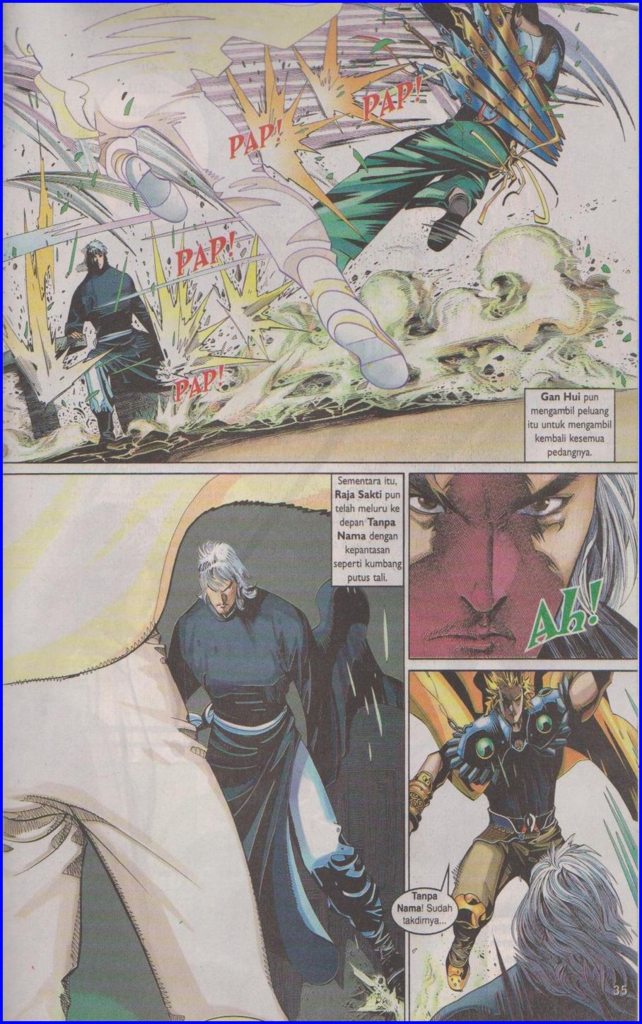 PAP!
PAP!
PAP!
PAP!
Gan Hui pun
mengambil peluang
itu untuk mengambil
kembali kesemua
pedangnya.
Sementara itu,
Raja Sakti pun
telah meluru ke
depan Tanpa
Nama dengan
kepantasan
seperti kumbang
putus tali.
Ah!
Tanpa
Nama! Sudah
takdirnya...
35